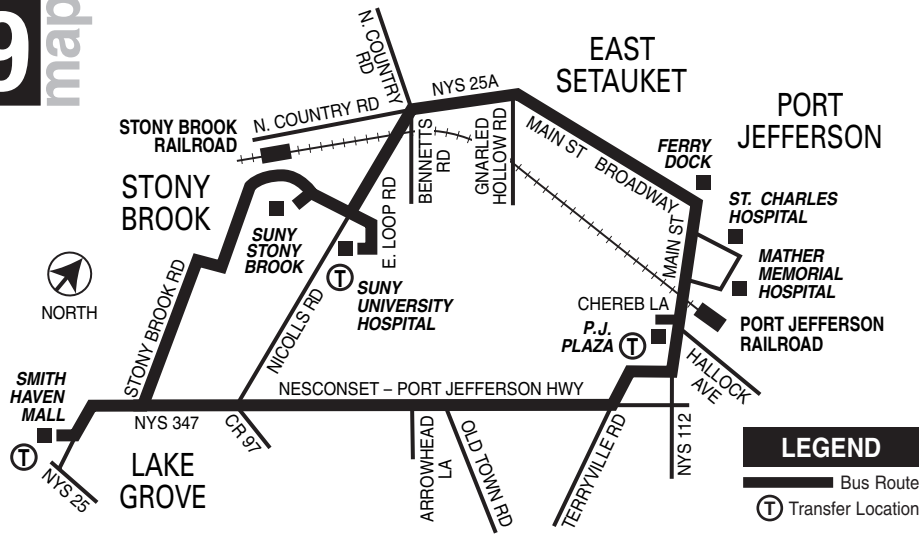 9
map
N. COUNTRY
RD
NYS 25A
EAST
SETAUKET
PORT
JEFFERSON
N. COUNTRY RD
STONY BROOK
RAILROAD
BENNETTS
RD
GNARLED
HOLLOW RD
MAIN ST
BROADWAY
FERRY
DOCK
STONY
BROOK
SUNY
STONY
BROOK
E. LOOP RD
T
SUNY
UNIVERSITY
HOSPITAL
MAIN ST
ST. CHARLES
HOSPITAL
MATHER
MEMORIAL
HOSPITAL
NORTH
STONY BROOK RD
NICOLLS RD
CHEREB LA
P.J.
PLAZA
T
PORT JEFFERSON
RAILROAD
HALLOCK
AVE
SMITH
HAVEN
MALL
T
NYS 25
NYS 347
NESCONSET – PORT JEFFERSON HWY
CR 97
LAKE
GROVE
ARROWHEAD
LA
OLD TOWN RD
TERRYVILLE RD
NYS 112
LEGEND
Bus Route
T Transfer Location